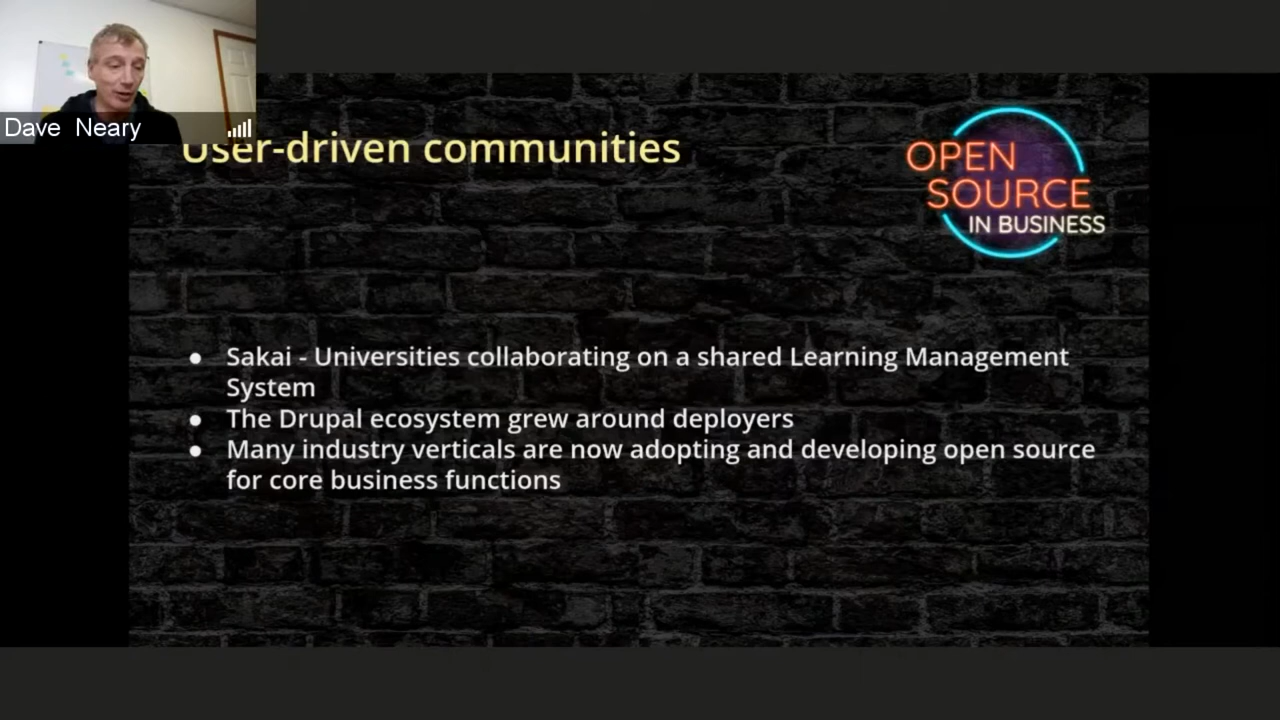 Dave Neary
User-driven communities
OPEN
SOURCE
IN BUSINESS
● Sakai - Universities collaborating on a shared Learning Management
System
● The Drupal ecosystem grew around deployers
● Many industry verticals are now adopting and developing open source
for core business functions